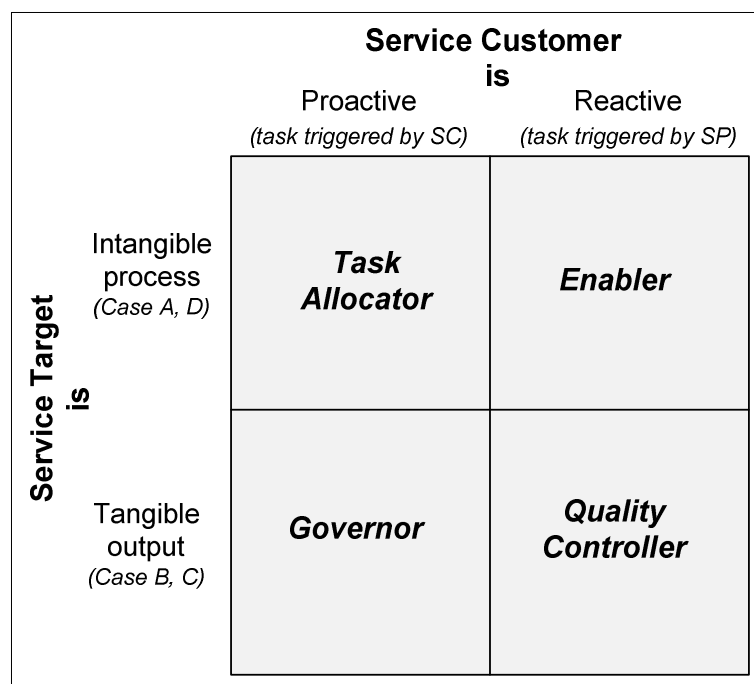 Service Customer
is
Proactive
(task triggered by SC)
Reactive
(task triggered by SP)
Service Target
is
Intangible
process
(Case A, D)
Task
Allocator
Enabler
Tangible
output
(Case B, C)
Governor
Quality
Controller